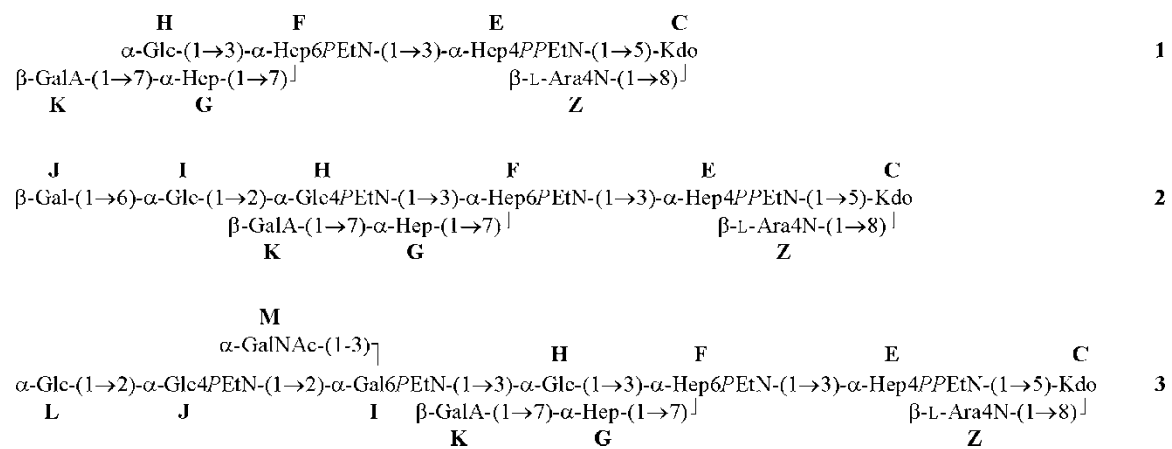 H F E C
α-Glc-(1→3)-α-Hep6PEtN-(1→3)-α-Hep4PPEtN-(1→5)-Kdo 1
β-GalA-(1→7)-α-Hep-(1→7)┘ β-L-Ara4N-(1→8)┘
K G Z
J I H F E C
β-Gal-(1→6)-α-Glc-(1→2)-α-Glc4PEtN-(1→3)-α-Hep6PEtN-(1→3)-α-Hep4PPEtN-(1→5)-Kdo 2
β-GalA-(1→7)-α-Hep-(1→7)┘ β-L-Ara4N-(1→8)┘
K G Z
M
α-GalNAc-(1-3)┐ H F E C
α-Glc-(1→2)-α-Glc4PEtN-(1→2)-α-Gal6PEtN-(1→3)-α-Glc-(1→3)-α-Hep6PEtN-(1→3)-α-Hep4PPEtN-(1→5)-Kdo 3
L J I β-GalA-(1→7)-α-Hep-(1→7)┘ β-L-Ara4N-(1→8)┘
K G Z